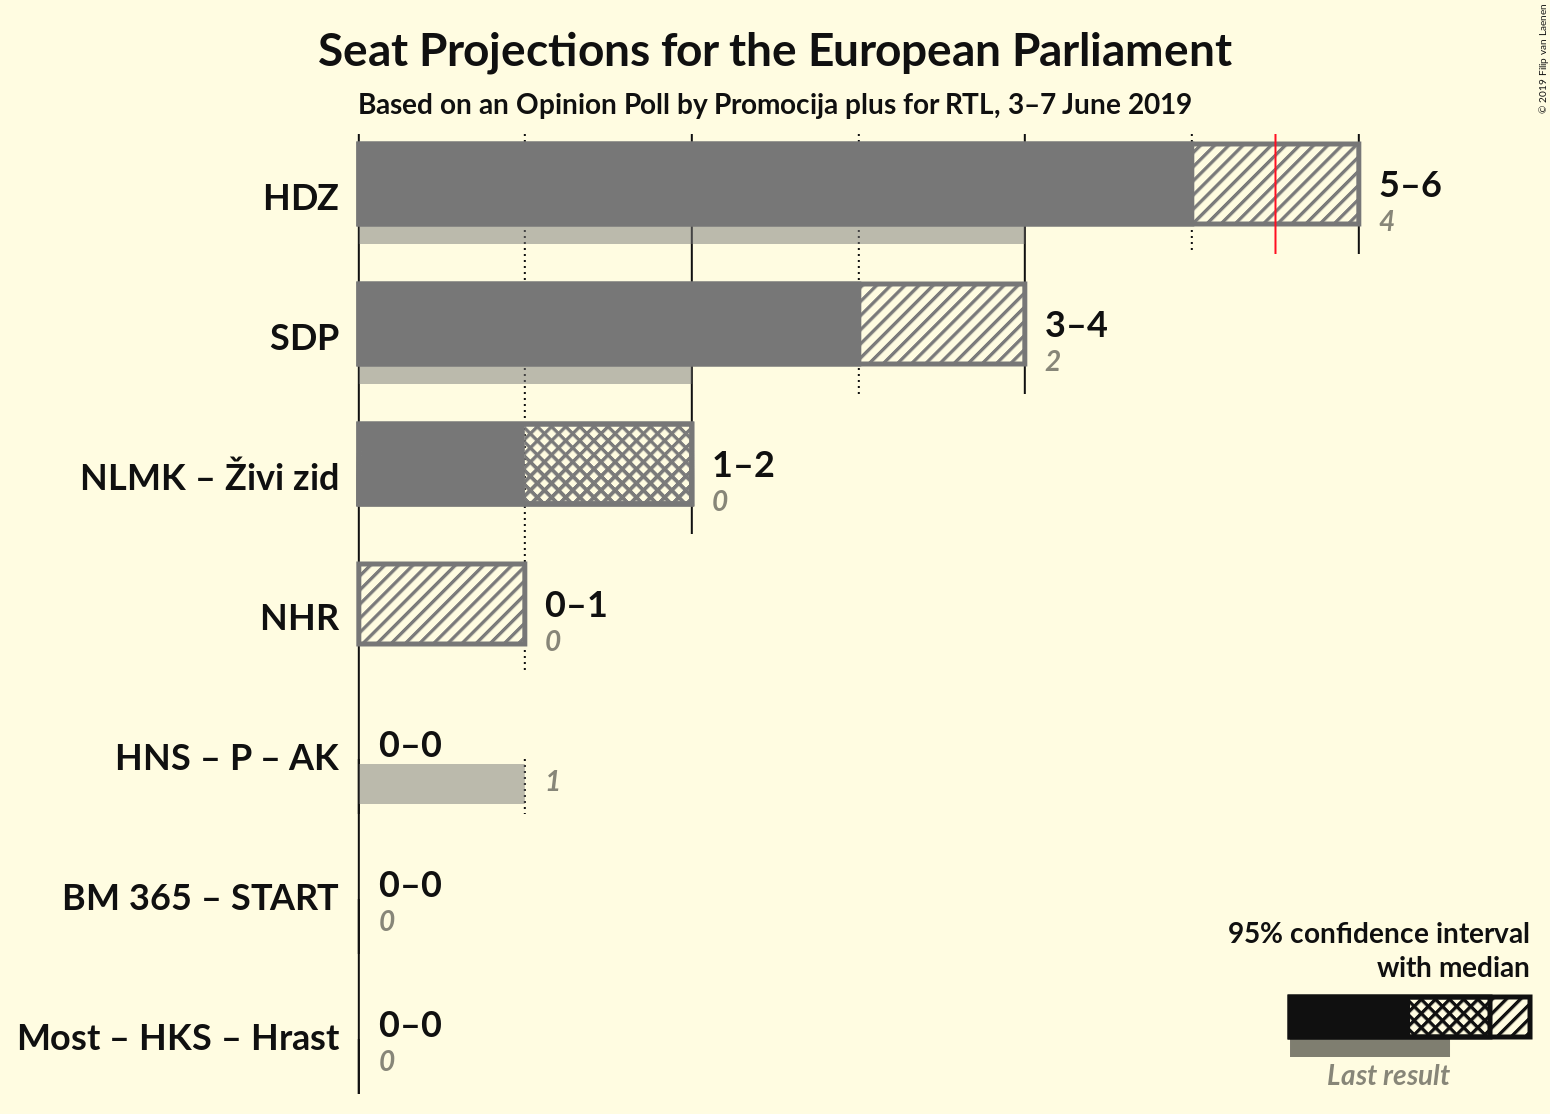 Seat Projections for the European Parliament
Based on an Opinion Poll by Promocija plus for RTL, 3–7 June 2019
© 2019 Filip van Laenen
HDZ
5–6
4
SDP
3–4
2
NLMK – Živi zid
1–2
0
NHR
0–1
0
HNS – P – AK
0–0
1
BM 365 – START
0–0
0
Most – HKS – Hrast
0–0
0
95% confidence interval
with median
Last result